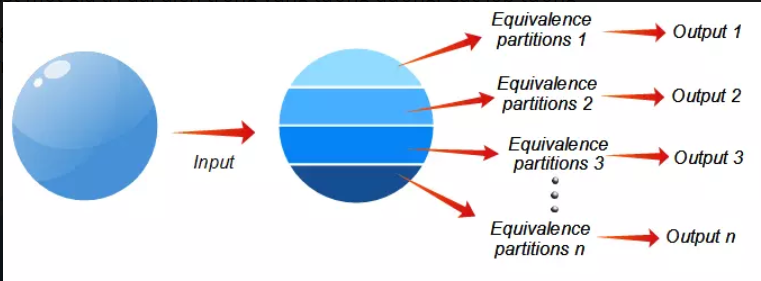 Equivalence
partitions 1
Output 1
Equivalence
partitions 2
Output 2
Input
Equivalence
partitions 3
Output 3
Equivalence
partitions n
Output n